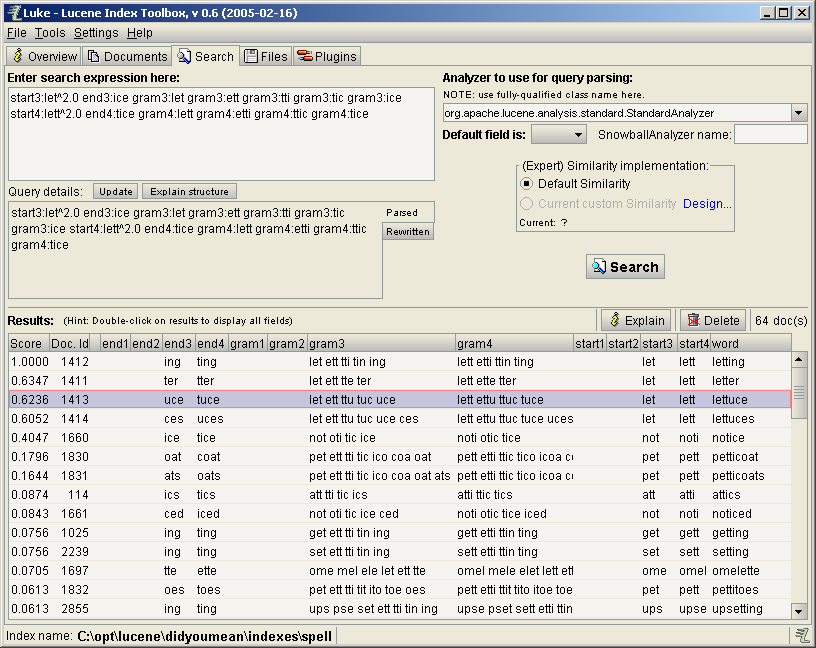 Luke - Lucene Index Toolbox, v 0.6 (2005-02-16)
File Tools Settings Help
Overview Documents Search Files Plugins
Enter search expression here:
start3:let^2.0 end3:ice gram3:let gram3:ett gram3:tti gram3:tic gram3:ice
start4:lett^2.0 end4:tice gram4:lett gram4:etti gram4:ttic gram4:tice
Analyzer to use for query parsing:
NOTE: use fully-qualified class name here.
org.apache.lucene.analysis.standard.StandardAnalyzer
Default field is: SnowballAnalyzer name:
(Expert) Similarity implementation:
Default Similarity
Current custom Similarity Design...
Current: ?
Query details: Update Explain structure
start3:let^2.0 end3:ice gram3:let gram3:ett gram3:tti gram3:tic
gram3:ice start4:lett^2.0 end4:tice gram4:lett gram4:etti gram4:ttic
gram4:tice
Parsed
Rewritten
Search
Results: (Hint: Double-click on results to display all fields) Explain Delete 64 doc(s)
Score Doc. Id end1 end2 end3 end4 gram1 gram2 gram3 gram4 start1 start2 start3 start4 word
1.0000 1412 ing ting let ett tti tin ing lett etti ttin ting let lett letting
0.6347 1411 ter tter let ett tte ter lett ette tter let lett letter
0.6236 1413 uce tuce let ett ttu tuc uce lett ettu ttuc tuce let lett lettuce
0.6052 1414 ces uces let ett ttu tuc uce ces lett ettu ttuc tuce uces let lett lettuces
0.4047 1660 ice tice not oti tic ice noti otic tice not noti notice
0.1796 1830 oat coat pet ett tti tic ico coa oat pett etti ttic tico icoa c pet pett petticoat
0.1644 1831 ats oats pet ett tti tic ico coa oat ats pett etti ttic tico icoa c pet pett petticoats
0.0874 114 ics tics att tti tic ics atti ttic tics att atti attics
0.0843 1661 ced iced not oti tic ice ced noti otic tice iced not noti noticed
0.0756 1025 ing ting get ett tti tin ing gett etti ttin ting get gett getting
0.0756 2239 ing ting set ett tti tin ing sett etti ttin ting set sett setting
0.0705 1697 tte ette ome mel ele let ett tte omel mele elet lett ett ome omel omelette
0.0613 1832 oes toes pet ett tti tit ito toe oes pett etti ttit tito itoe toe pet pett pettitoes
0.0613 2855 ing ting ups pse set ett tti tin ing upse pset sett etti ttin ups upse upsetting
Index name: C:\opt\lucene\didyoumean\indexes\spell